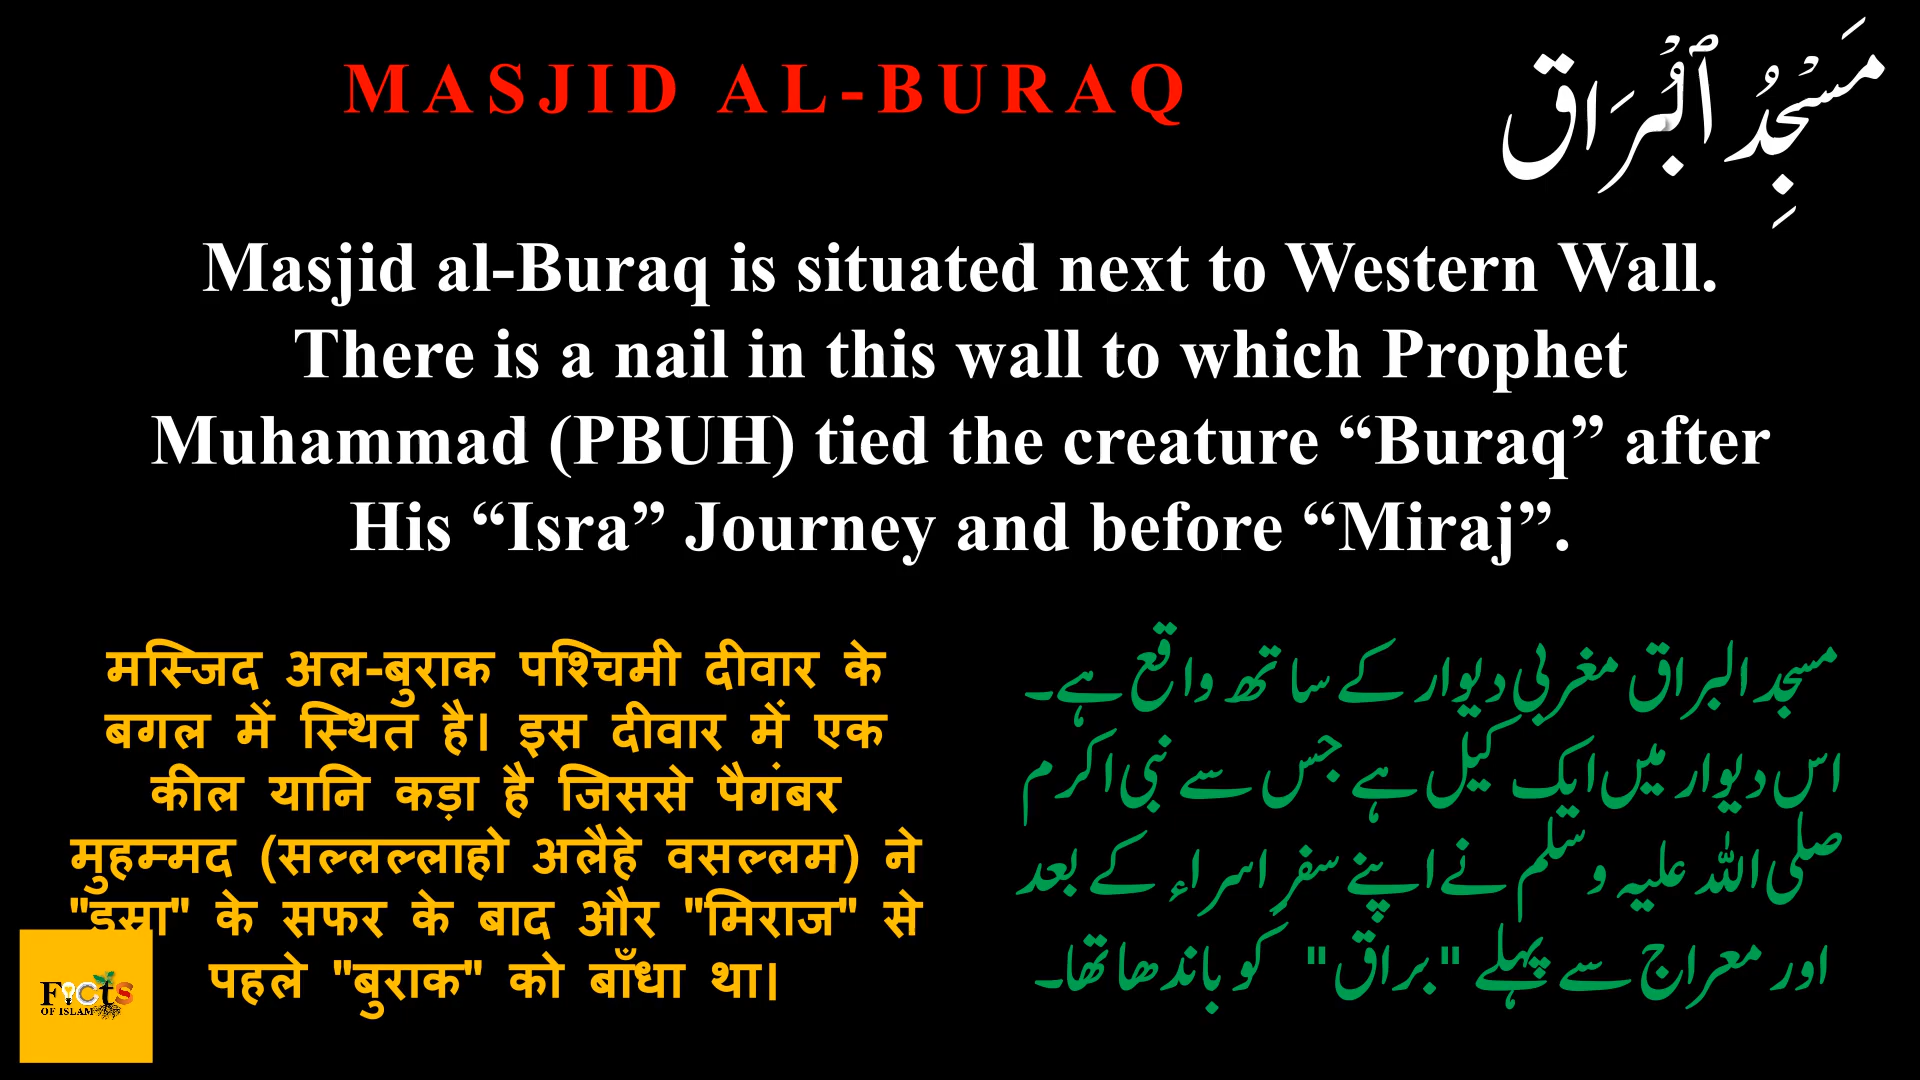 MASJID AL-BURAQ
مَسْجِدُ ٱلْبُرَاق
Masjid al-Buraq is situated next to Western Wall.
There is a nail in this wall to which Prophet
Muhammad (PBUH) tied the creature “Buraq” after
His “Isra” Journey and before “Miraj”.
मस्जिद अल-बुराक पश्चिमी दीवार के
बगल में स्थित है। इस दीवार में एक
कील यानि कड़ा है जिससे पैगंबर
मुहम्मद (सल्लल्लाहो अलैहे वसल्लम) ने
"इस्रा" के सफर के बाद और "मिराज" से
पहले "बुराक" को बाँधा था।
مسجد البراق مغربی دیوار کے ساتھ واقع ہے۔
اس دیوار میں ایک کیل ہے جس سے نبی اکرم
صلی اللہ علیہ وسلم نے اپنے سفرِ اسراء کے بعد
اور معراج سے پہلے "براق" کو باندھا تھا۔
Facts
OF ISLAM